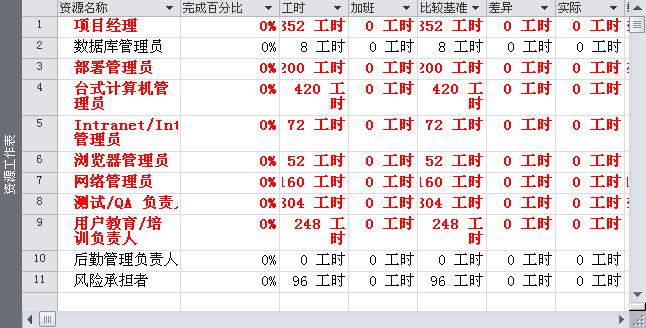 资源名称 完成百分比 工时 加班 比较基准 差异 实际
1 项目经理 0% 352 工时 0 工时 352 工时 0 工时 0 工时
2 数据库管理员 0% 8 工时 0 工时 8 工时 0 工时 0 工时
3 部署管理员 0% 200 工时 0 工时 200 工时 0 工时 0 工时
4 台式计算机管 0% 420 工 0 工时 420 工 0 工时 0 工时
理员 时 时
5 Intranet/Int 0% 72 工时 0 工时 72 工时 0 工时 0 工时
管理员
6 浏览器管理员 0% 52 工时 0 工时 52 工时 0 工时 0 工时
7 网络管理员 0% 160 工时 0 工时 160 工时 0 工时 0 工时
8 测试/QA 负责人 0% 304 工时 0 工时 304 工时 0 工时 0 工时
9 用户教育/培 0% 248 工 0 工时 248 工 0 工时 0 工时
训负责人 时 时
10 后勤管理负责人 0% 0 工时 0 工时 0 工时 0 工时 0 工时
11 风险承担者 0% 96 工时 0 工时 96 工时 0 工时 0 工时
资源工作表